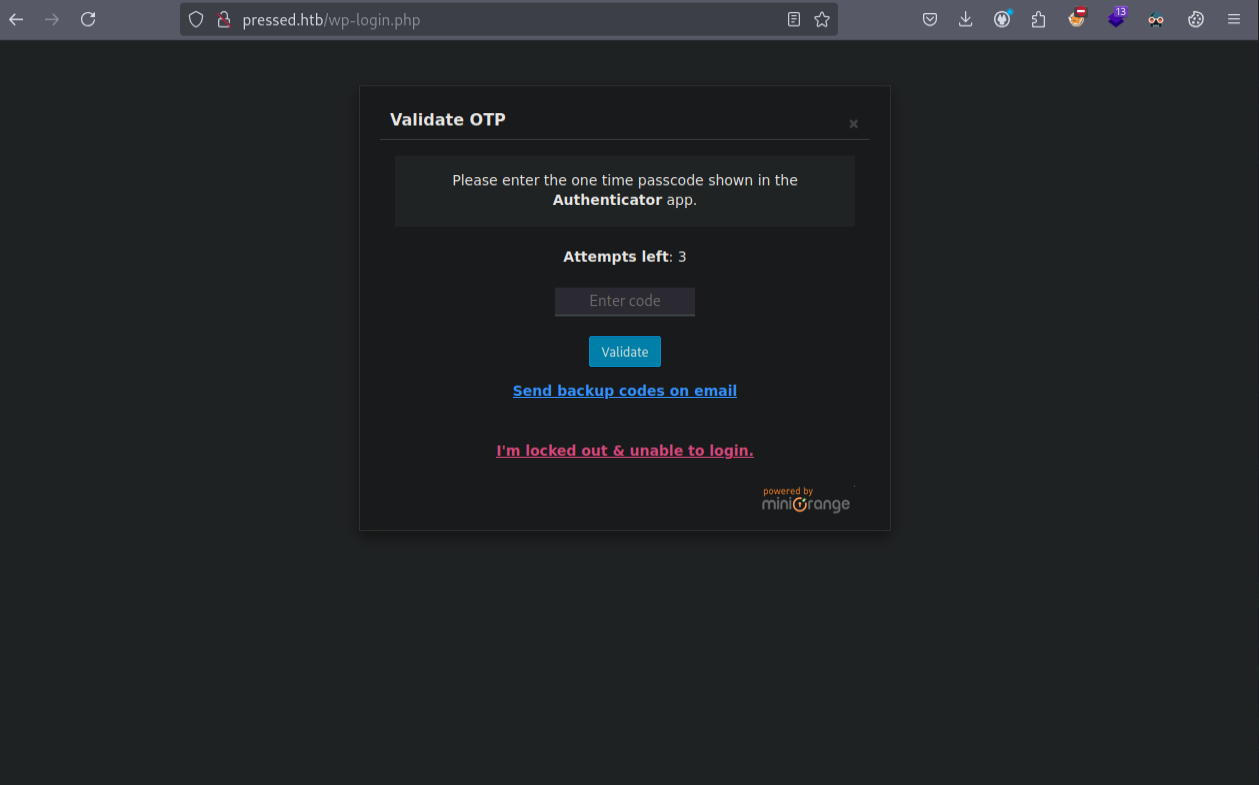 pressed.htb/wp-login.php
13
Validate OTP
×
Please enter the one time passcode shown in the
Authenticator app.
Attempts left: 3
Enter code
Validate
Send backup codes on email
I'm locked out & unable to login.
powered by
miniOrange